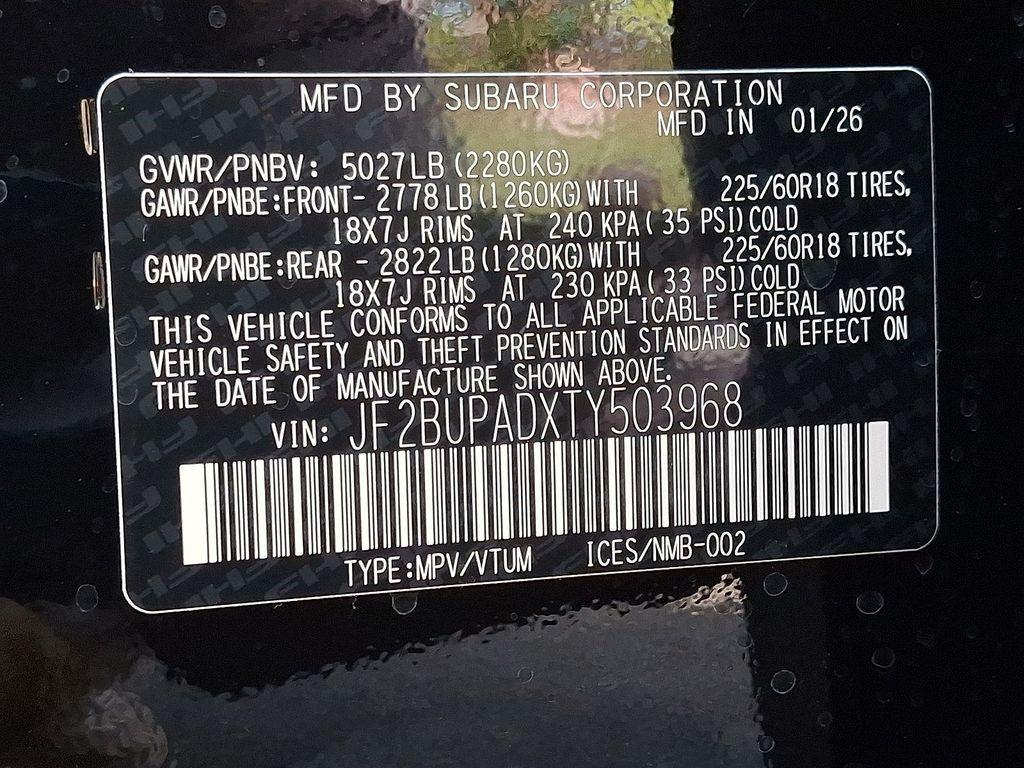 MFD BY SUBARU CORPORATION
MFD IN 01/26
GVWR/PNBV: 5027LB (2280KG)
GAWR/PNBE:FRONT- 2778 LB (1260KG) WITH 225/60R18 TIRES,
18X7J RIMS AT 240 KPA ( 35 PSI) COLD
GAWR/PNBE:REAR - 2822 LB (1280KG) WITH 225/60R18 TIRES,
18X7J RIMS AT 230 KPA ( 33 PSI) COLD
THIS VEHICLE CONFORMS TO ALL APPLICABLE FEDERAL MOTOR
VEHICLE SAFETY AND THEFT PREVENTION STANDARDS IN EFFECT ON
THE DATE OF MANUFACTURE SHOWN ABOVE.
VIN: JF2BUPADXTY503968
TYPE:MPV/VTUM ICES/NMB-002